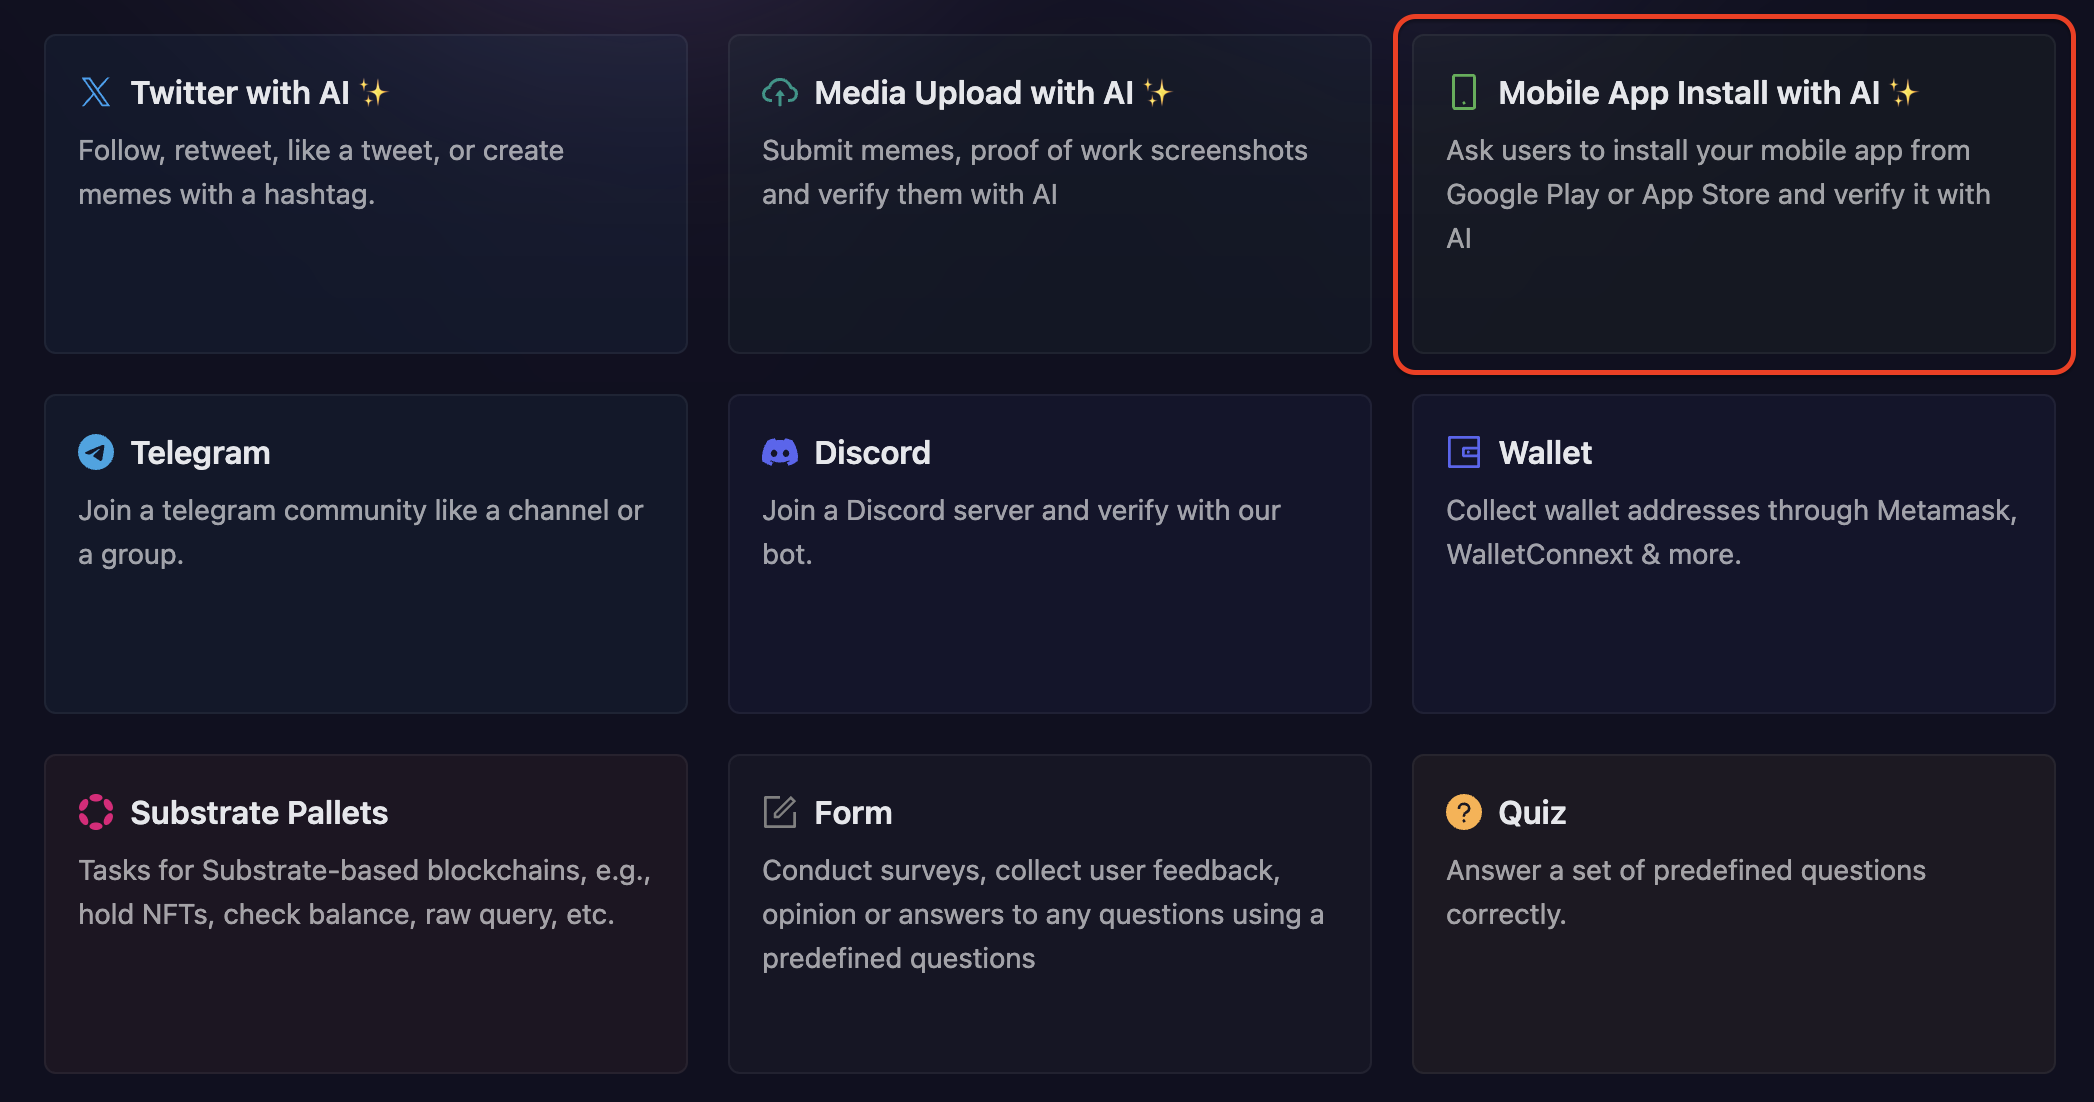 Twitter with AI ✨
Follow, retweet, like a tweet, or create
memes with a hashtag.
Media Upload with AI ✨
Submit memes, proof of work screenshots
and verify them with AI
Mobile App Install with AI ✨
Ask users to install your mobile app from
Google Play or App Store and verify it with
AI
Telegram
Join a telegram community like a channel or
a group.
Discord
Join a Discord server and verify with our
bot.
Wallet
Collect wallet addresses through Metamask,
WalletConnext & more.
Substrate Pallets
Tasks for Substrate-based blockchains, e.g.,
hold NFTs, check balance, raw query, etc.
Form
Conduct surveys, collect user feedback,
opinion or answers to any questions using a
predefined questions
Quiz
Answer a set of predefined questions
correctly.